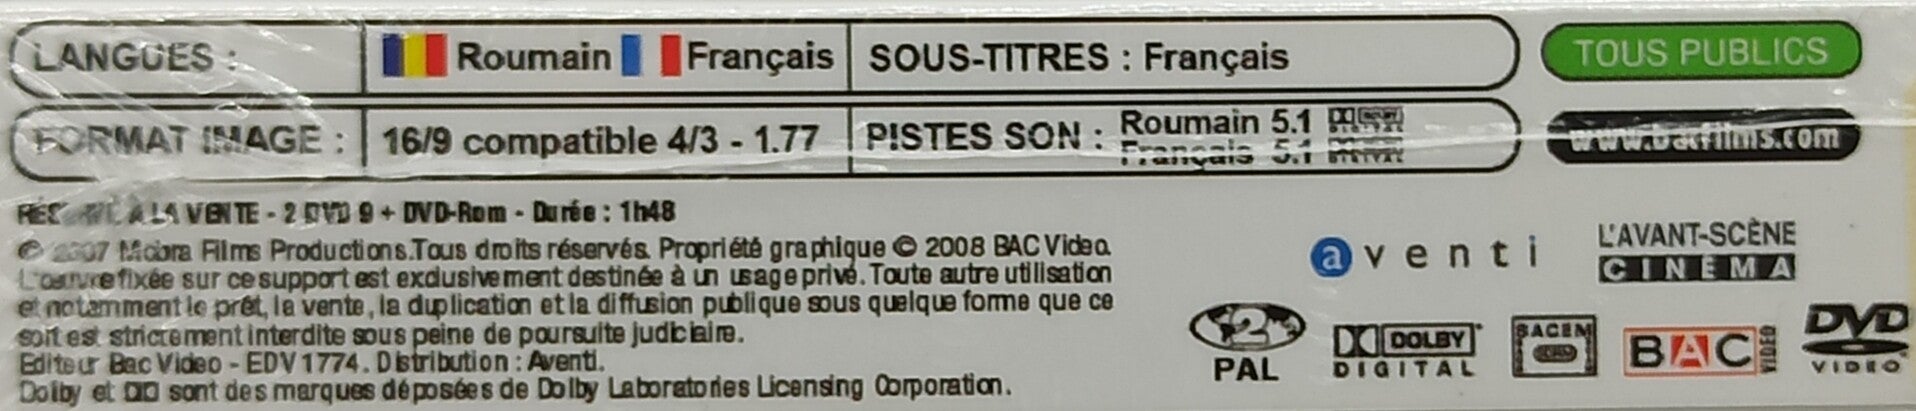 LANGUES : Roumain Français SOUS-TITRES : Français TOUS PUBLICS
FORMAT IMAGE : 16/9 compatible 4/3 - 1.77 PISTES SON : Roumain 5.1 DOLBY DIGITAL
Français 5.1 DOLBY DIGITAL
www.bacfilms.com
RÉSERVÉ À LA VENTE - 2 DVD 9 + DVD-Rom - Durée : 1h48
© 2007 Mobra Films Productions.Tous droits réservés. Propriété graphique © 2008 BAC Video.
L'œuvre fixée sur ce support est exclusivement destinée à un usage privé. Toute autre utilisation
et notamment le prêt, la vente, la duplication et la diffusion publique sous quelque forme que ce
soit est strictement interdite sous peine de poursuite judiciaire.
Editeur Bac Video - EDV 1774. Distribution : Aventi.
Dolby et sont des marques déposées de Dolby Laboratories Licensing Corporation.
aventi
L'AVANT-SCÈNE
CINÉMA
2
PAL
DOLBY
DIGITAL
SACEM
BAC VIDEO
DVD
VIDEO